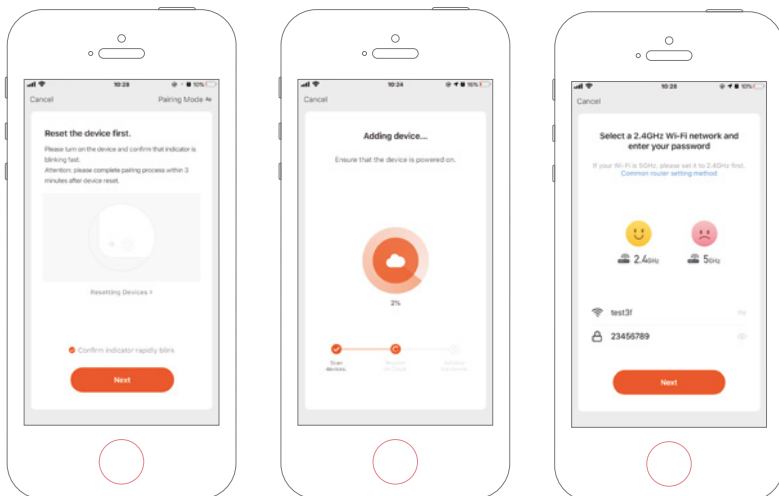 10:28
10%
Cancel
Pairing Mode
Reset the device first.
Please turn on the device and confirm that indicator is
blinking fast.
Attention: please complete pairing process within 3
minutes after device reset.
Resetting Devices >
Confirm indicator rapidly blink
Next
10:24
Cancel
Adding device...
Ensure that the device is powered on.
2%
Scan
devices.
10:28
10%
Cancel
Select a 2.4GHz Wi-Fi network and
enter your password
If your Wi-Fi is 5GHz, please set it to 2.4GHz first.
Common router setting method
2.4GHz
5GHz
test3f
23456789
Next